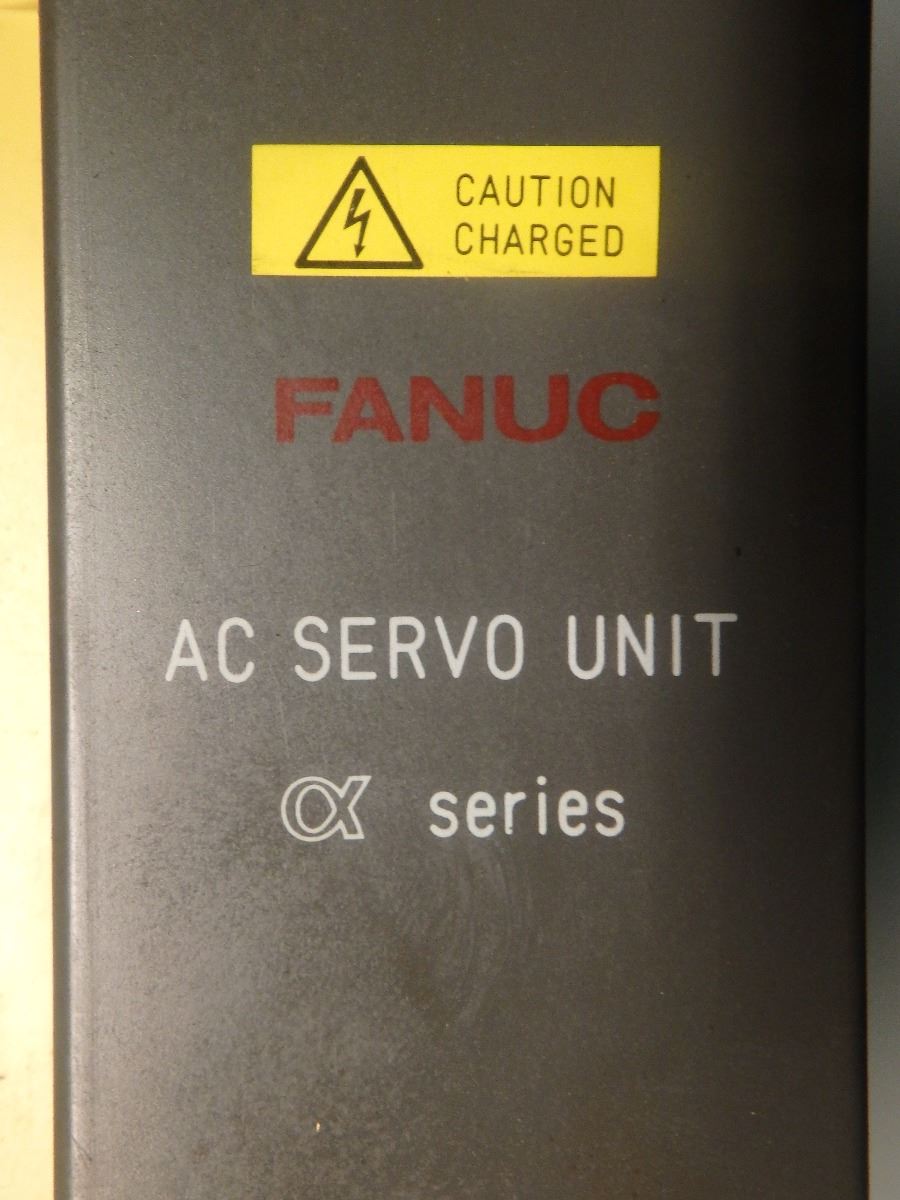 CAUTION
CHARGED
FANUC
AC SERVO UNIT
α series